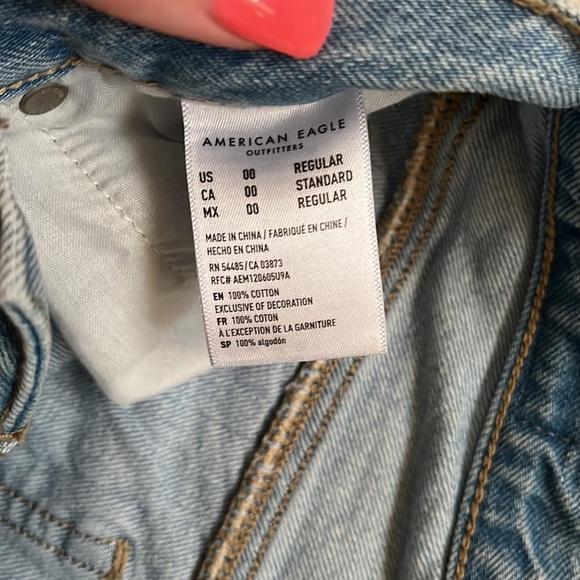 AMERICAN EAGLE
OUTFITTERS
US 00 REGULAR
CA 00 STANDARD
MX 00 REGULAR
MADE IN CHINA / FABRIQUÉ EN CHINE /
HECHO EN CHINA
RN 54485 / CA 03873
RFC# AEM120605U9A
EN 100% COTTON
EXCLUSIVE OF DECORATION
FR 100% COTON
À L'EXCEPTION DE LA GARNITURE
SP 100% algodón